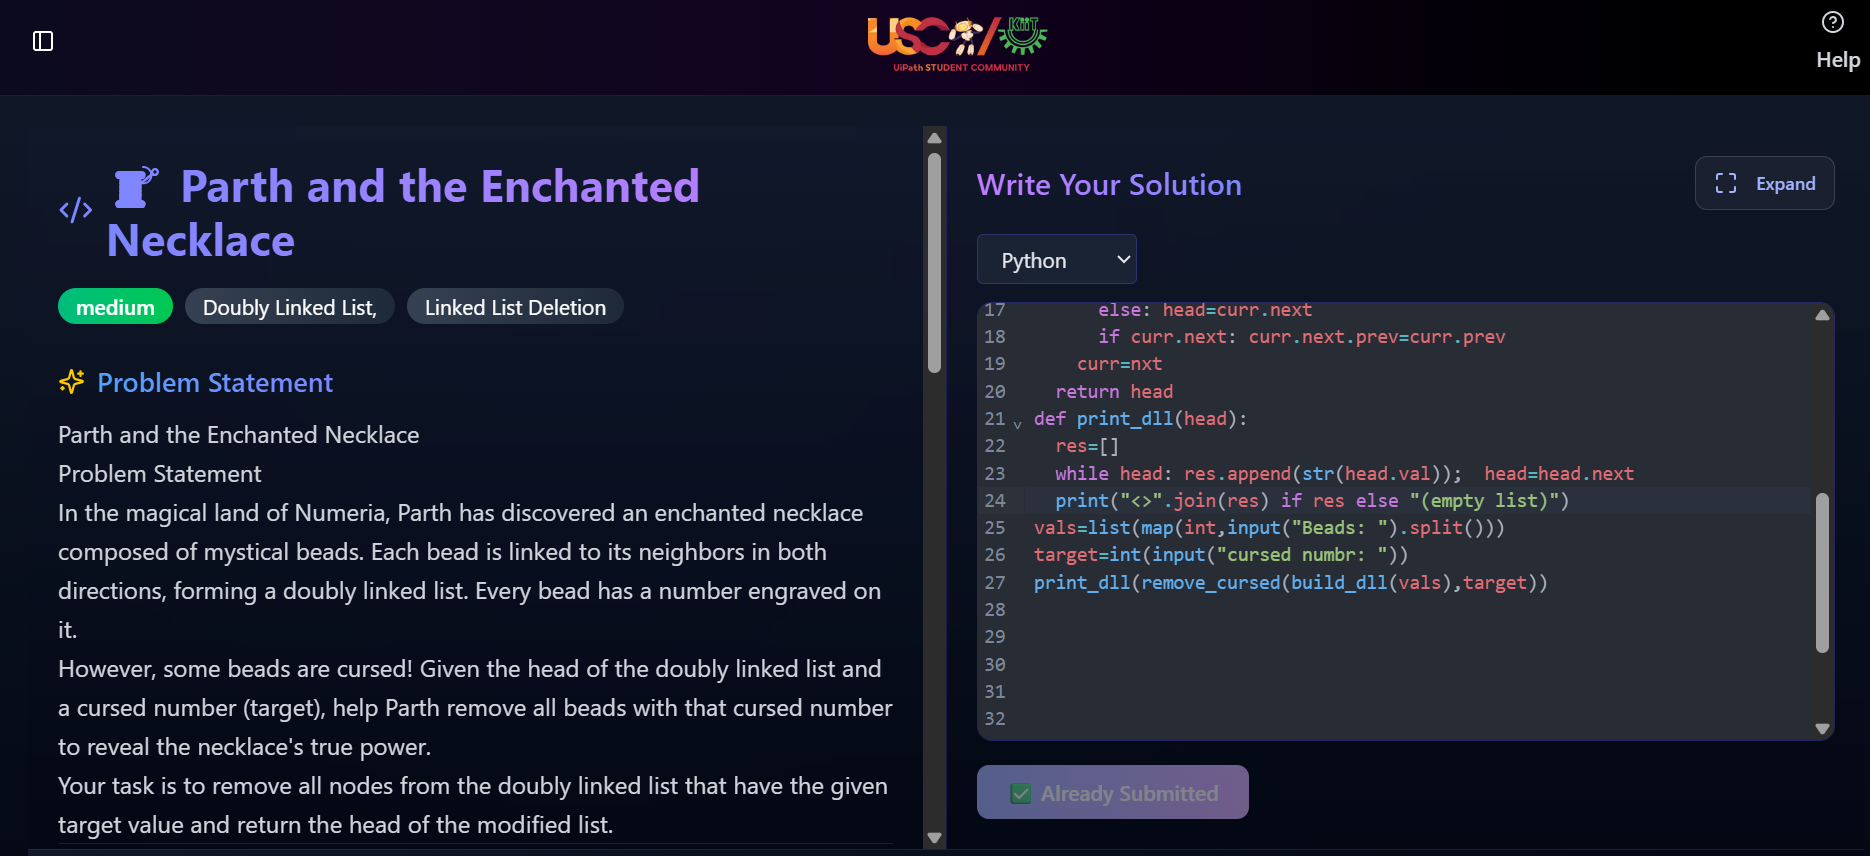 USC/KiiT
UiPath STUDENT COMMUNITY
Help
</> Parth and the Enchanted
Necklace
medium
Doubly Linked List,
Linked List Deletion
Problem Statement
Parth and the Enchanted Necklace
Problem Statement
In the magical land of Numeria, Parth has discovered an enchanted necklace
composed of mystical beads. Each bead is linked to its neighbors in both
directions, forming a doubly linked list. Every bead has a number engraved on
it.
However, some beads are cursed! Given the head of the doubly linked list and
a cursed number (target), help Parth remove all beads with that cursed number
to reveal the necklace's true power.
Your task is to remove all nodes from the doubly linked list that have the given
target value and return the head of the modified list.
Write Your Solution
Expand
Python
17 else: head=curr.next
18 if curr.next: curr.next.prev=curr.prev
19 curr=nxt
20 return head
21 def print_dll(head):
22 res=[]
23 while head: res.append(str(head.val));  head=head.next
24 print("<>".join(res) if res else "(empty list)")
25 vals=list(map(int,input("Beads: ").split()))
26 target=int(input("cursed numbr: "))
27 print_dll(remove_cursed(build_dll(vals),target))
28
29
30
31
32
✅ Already Submitted